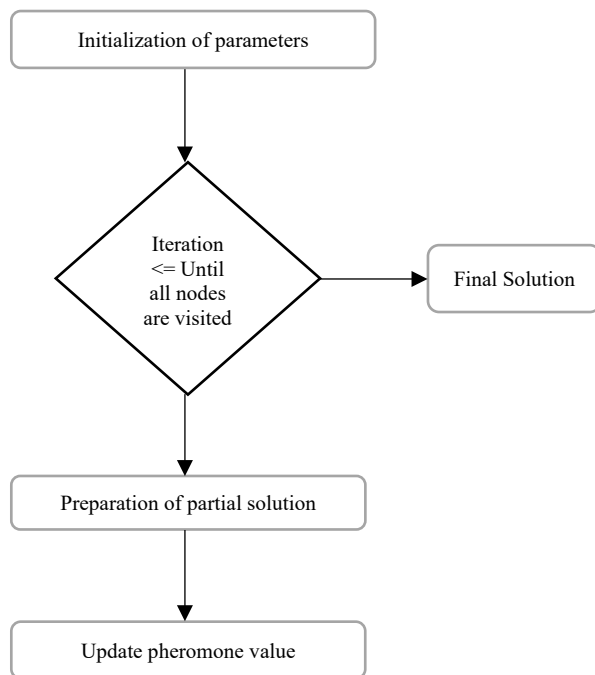 Initialization of parameters
Iteration
<= Until
all nodes
are visited
Final Solution
Preparation of partial solution
Update pheromone value